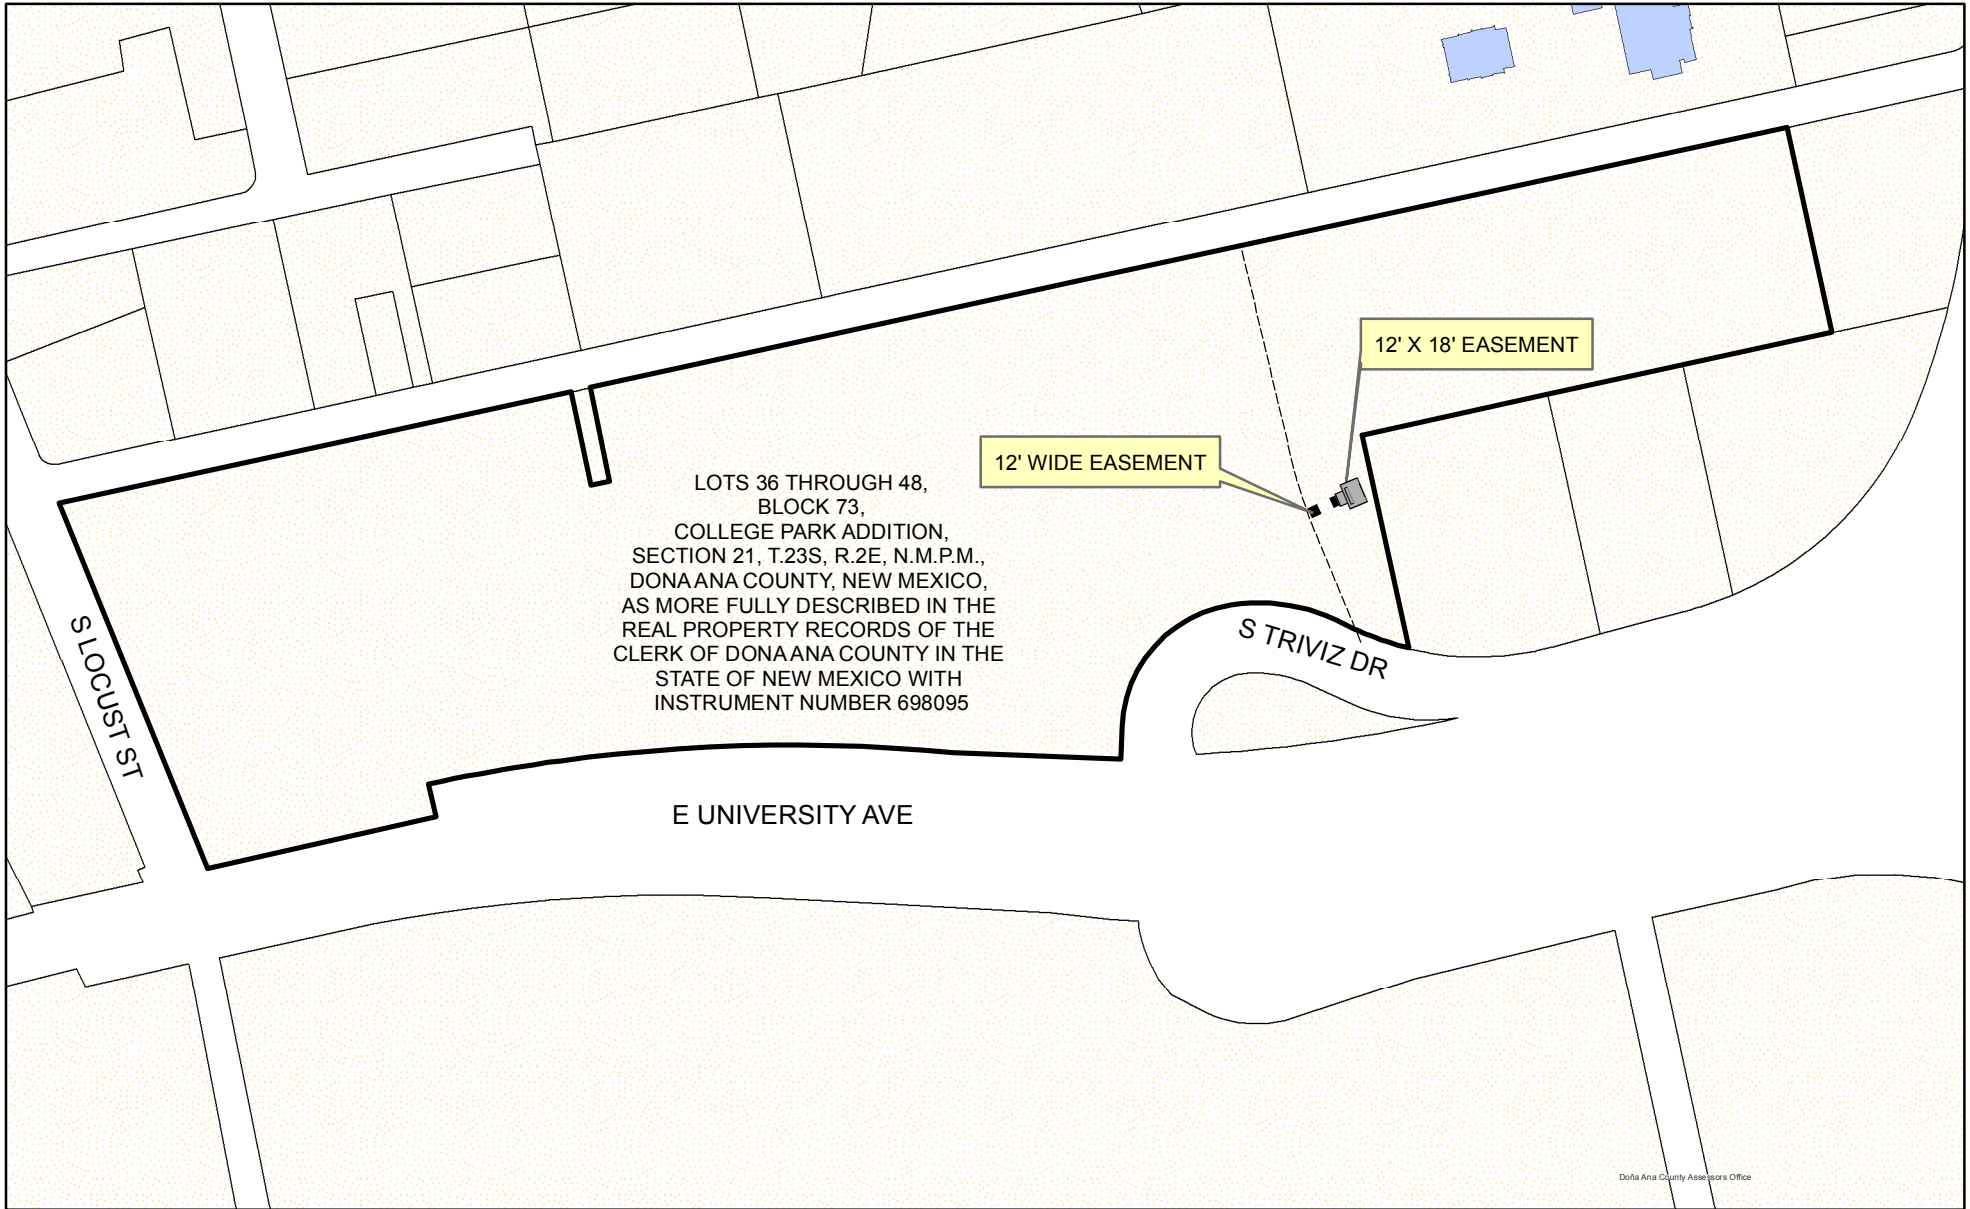 12' X 18' EASEMENT
12' WIDE EASEMENT
LOTS 36 THROUGH 48,
BLOCK 73,
COLLEGE PARK ADDITION,
SECTION 21, T.23S, R.2E, N.M.P.M.,
DONA ANA COUNTY, NEW MEXICO,
AS MORE FULLY DESCRIBED IN THE
REAL PROPERTY RECORDS OF THE
CLERK OF DONA ANA COUNTY IN THE
STATE OF NEW MEXICO WITH
INSTRUMENT NUMBER 698095
S LOCUST ST
S TRIVIZ DR
E UNIVERSITY AVE
Doña Ana County Assessors Office